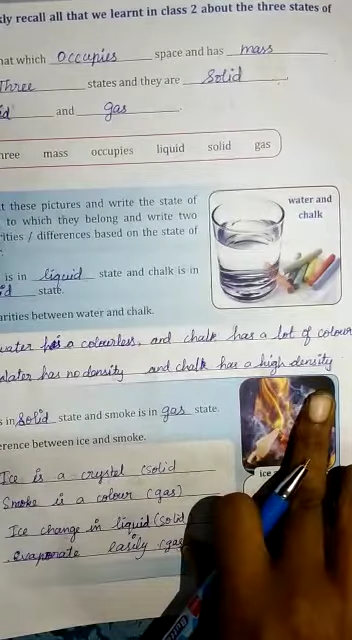 kly recall all that we learnt in class 2 about the three states of
hat which occupies space and has mass
Three states and they are solid
id and gas
hree mass occupies liquid solid gas
t these pictures and write the state of
to which they belong and write two
rities / differences based on the state of
water and
chalk
is in liquid state and chalk is in
id state.
arities between water and chalk.
water has a colourless, and chalk has a lot of colour
water has no density and chalk has a high density
s in solid state and smoke is in gas state.
erence between ice and smoke.
ice
Ice is a crystel (solid
Smoke is a colour (gas)
Ice change in liquid (solid
evaporate easily (gas